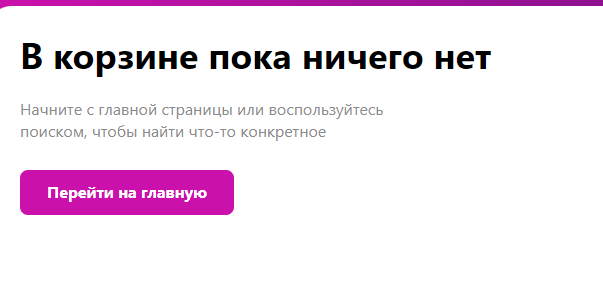 В корзине пока ничего нет
Начните с главной страницы или воспользуйтесь
поиском, чтобы найти что-то конкретное
Перейти на главную